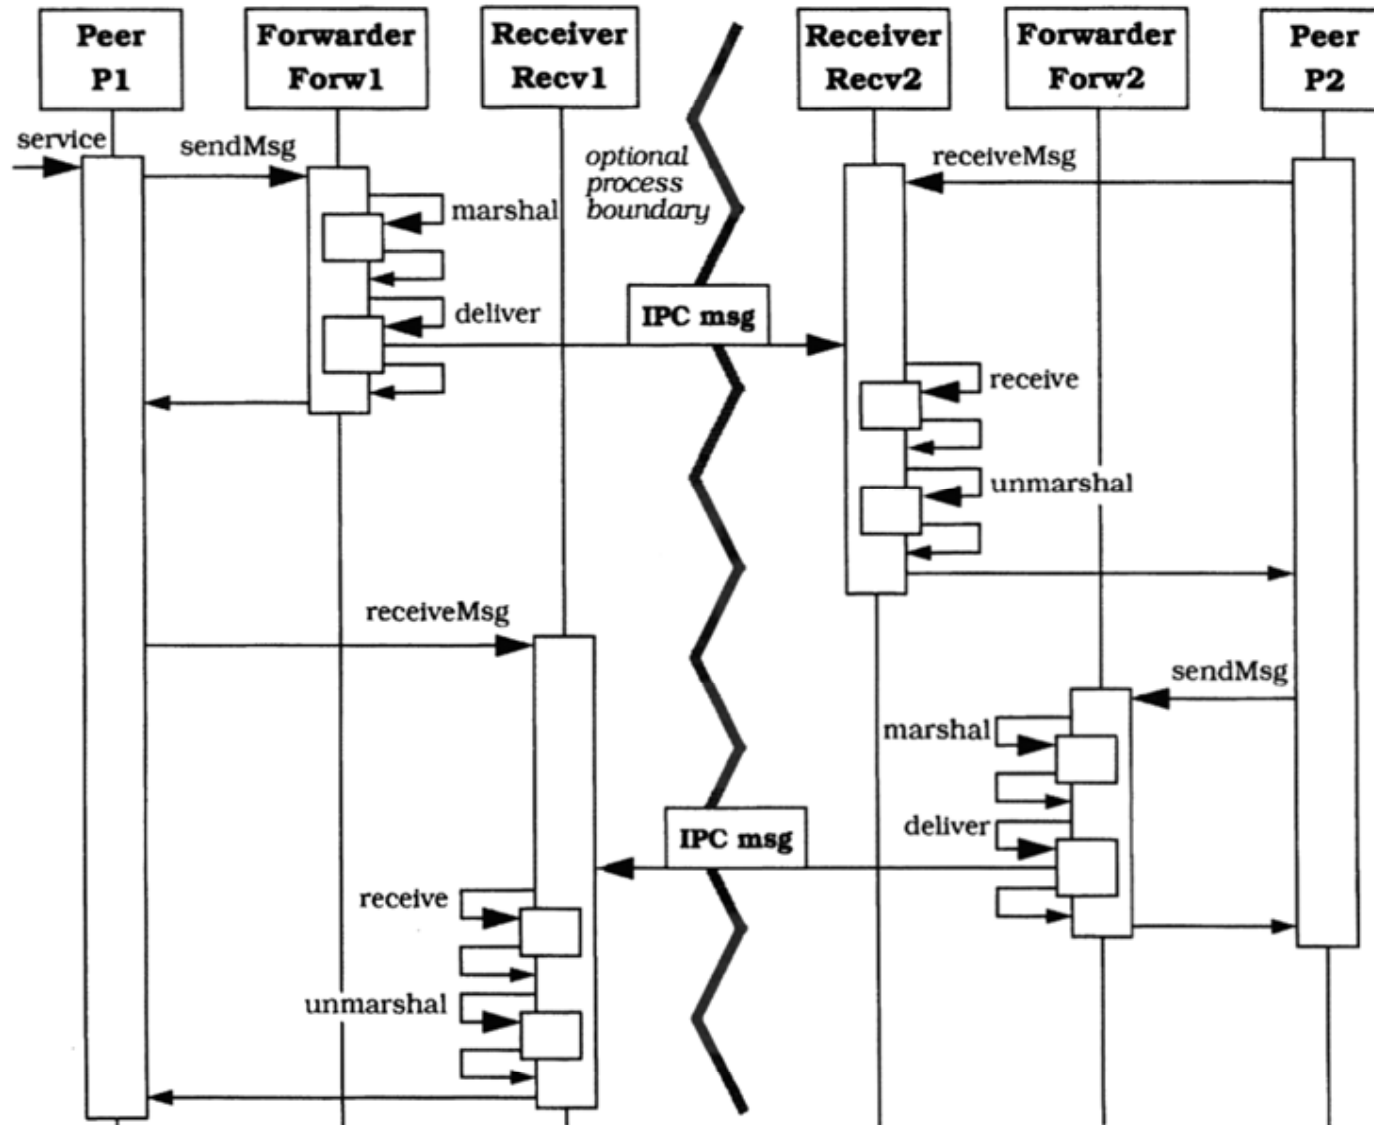 Peer
P1
Forwarder
Forw1
Receiver
Recv1
Receiver
Recv2
Forwarder
Forw2
Peer
P2
service
sendMsg
optional
process
boundary
receiveMsg
marshal
deliver
IPC msg
receive
unmarshal
receiveMsg
sendMsg
marshal
deliver
IPC msg
receive
unmarshal